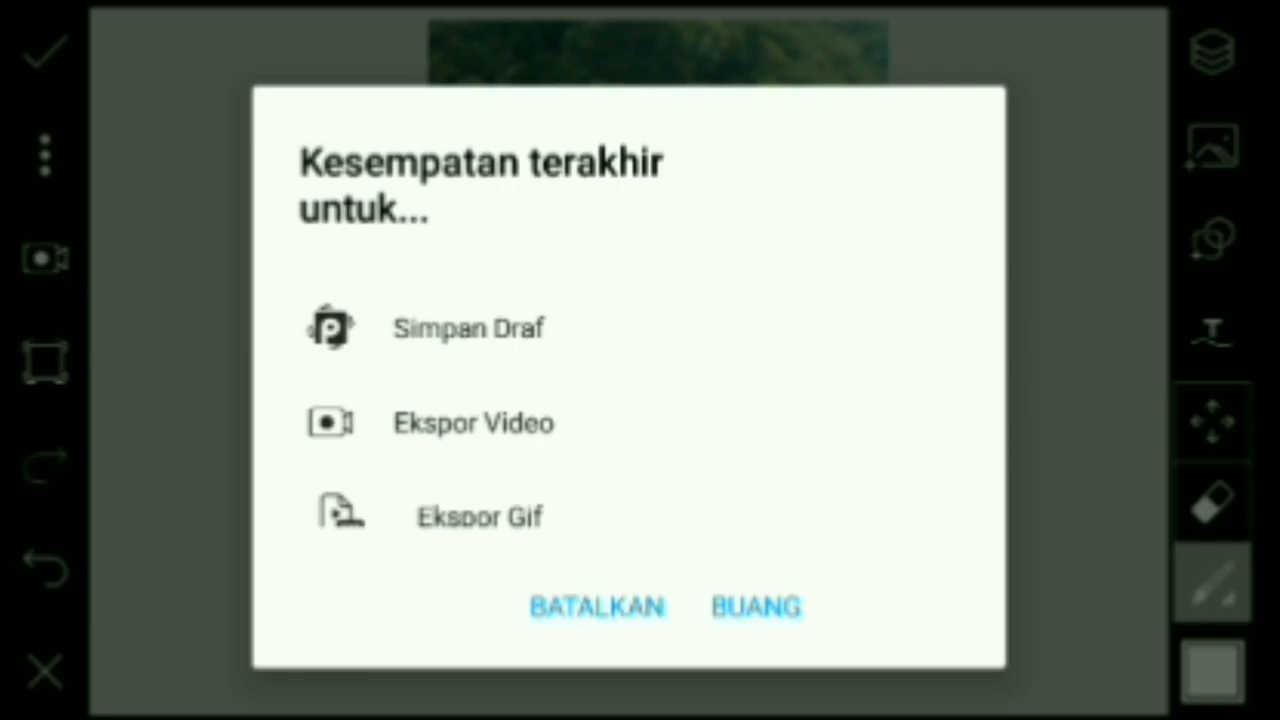 Kesempatan terakhir
untuk...
Simpan Draf
Ekspor Video
Ekspor Gif
BATALKAN BUANG